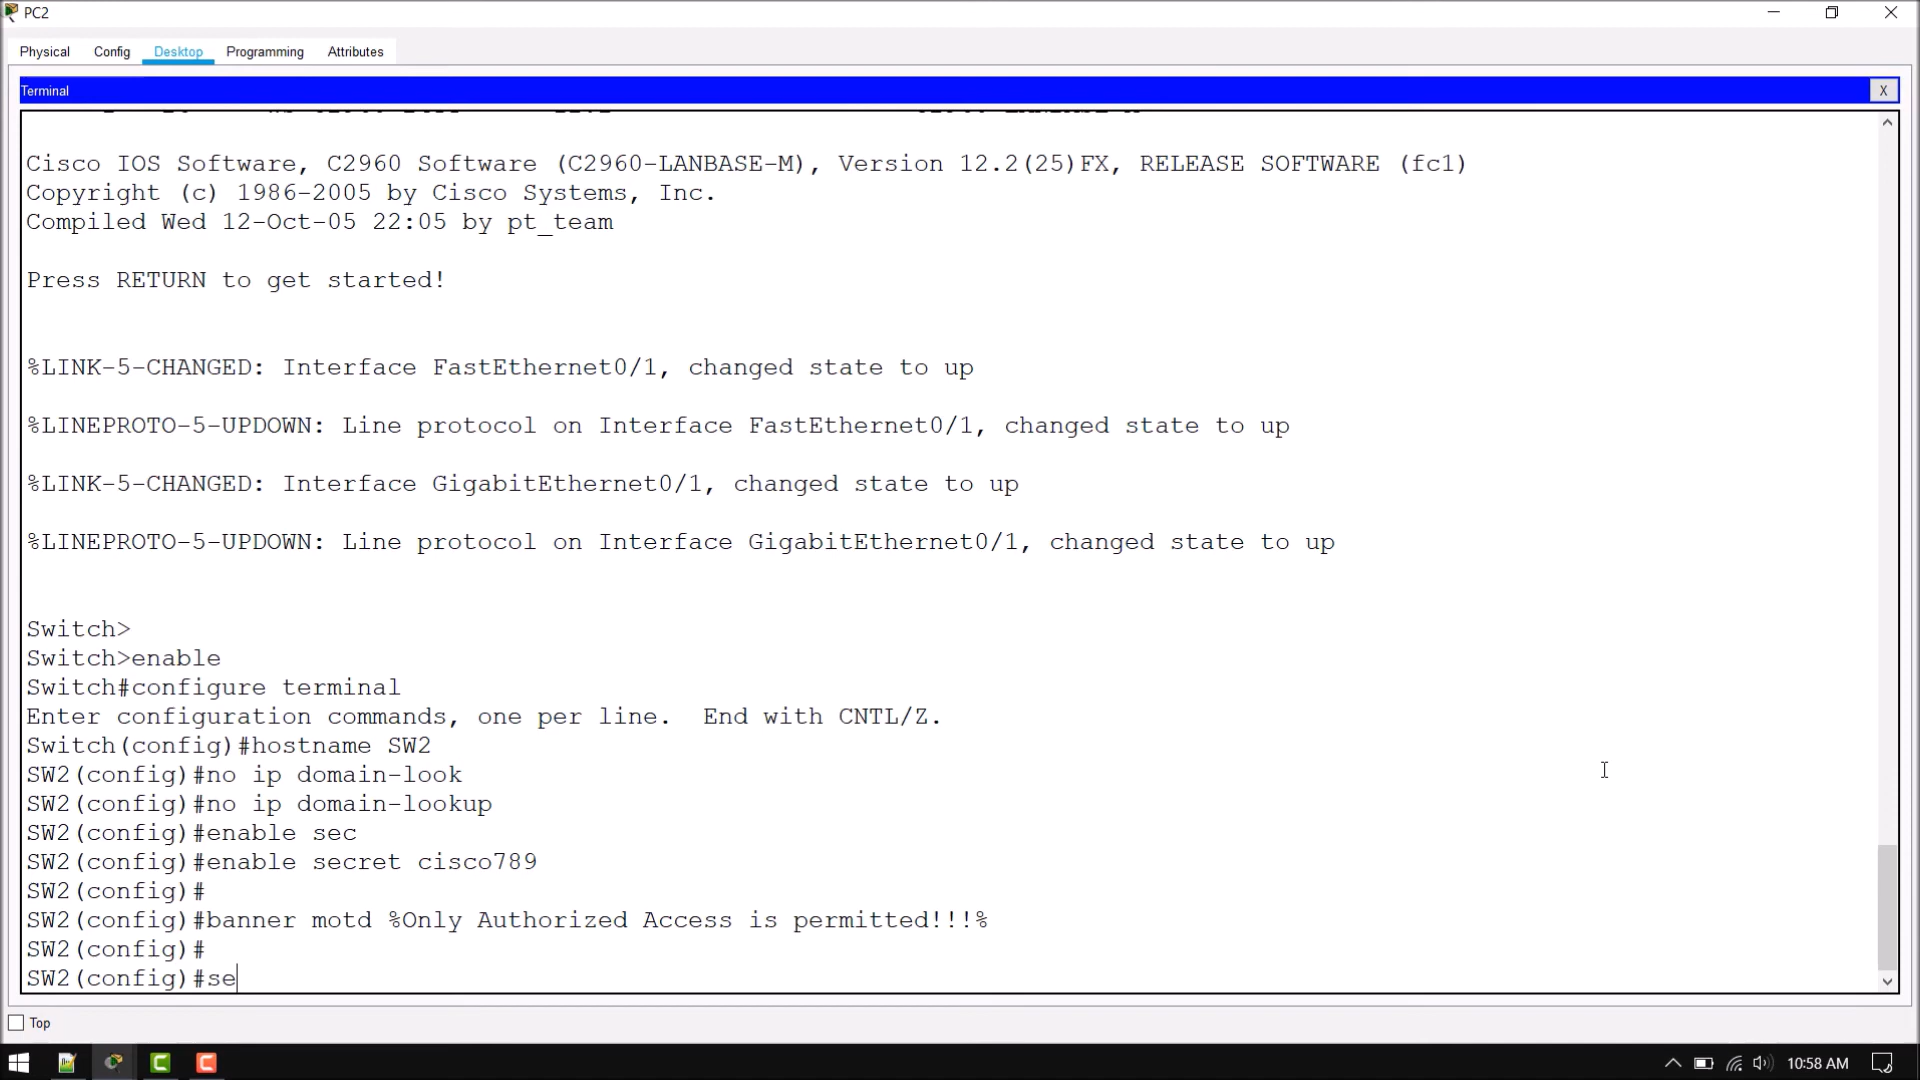 PC2
Physical Config Desktop Programming Attributes
Terminal
X
Cisco IOS Software, C2960 Software (C2960-LANBASE-M), Version 12.2(25)FX, RELEASE SOFTWARE (fc1)
Copyright (c) 1986-2005 by Cisco Systems, Inc.
Compiled Wed 12-Oct-05 22:05 by pt_team
Press RETURN to get started!
%LINK-5-CHANGED: Interface FastEthernet0/1, changed state to up
%LINEPROTO-5-UPDOWN: Line protocol on Interface FastEthernet0/1, changed state to up
%LINK-5-CHANGED: Interface GigabitEthernet0/1, changed state to up
%LINEPROTO-5-UPDOWN: Line protocol on Interface GigabitEthernet0/1, changed state to up
Switch>
Switch>enable
Switch#configure terminal
Enter configuration commands, one per line.  End with CNTL/Z.
Switch(config)#hostname SW2
SW2(config)#no ip domain-look
SW2(config)#no ip domain-lookup
SW2(config)#enable sec
SW2(config)#enable secret cisco789
SW2(config)#
SW2(config)#banner motd %Only Authorized Access is permitted!!!%
SW2(config)#
SW2(config)#se
Top
10:58 AM